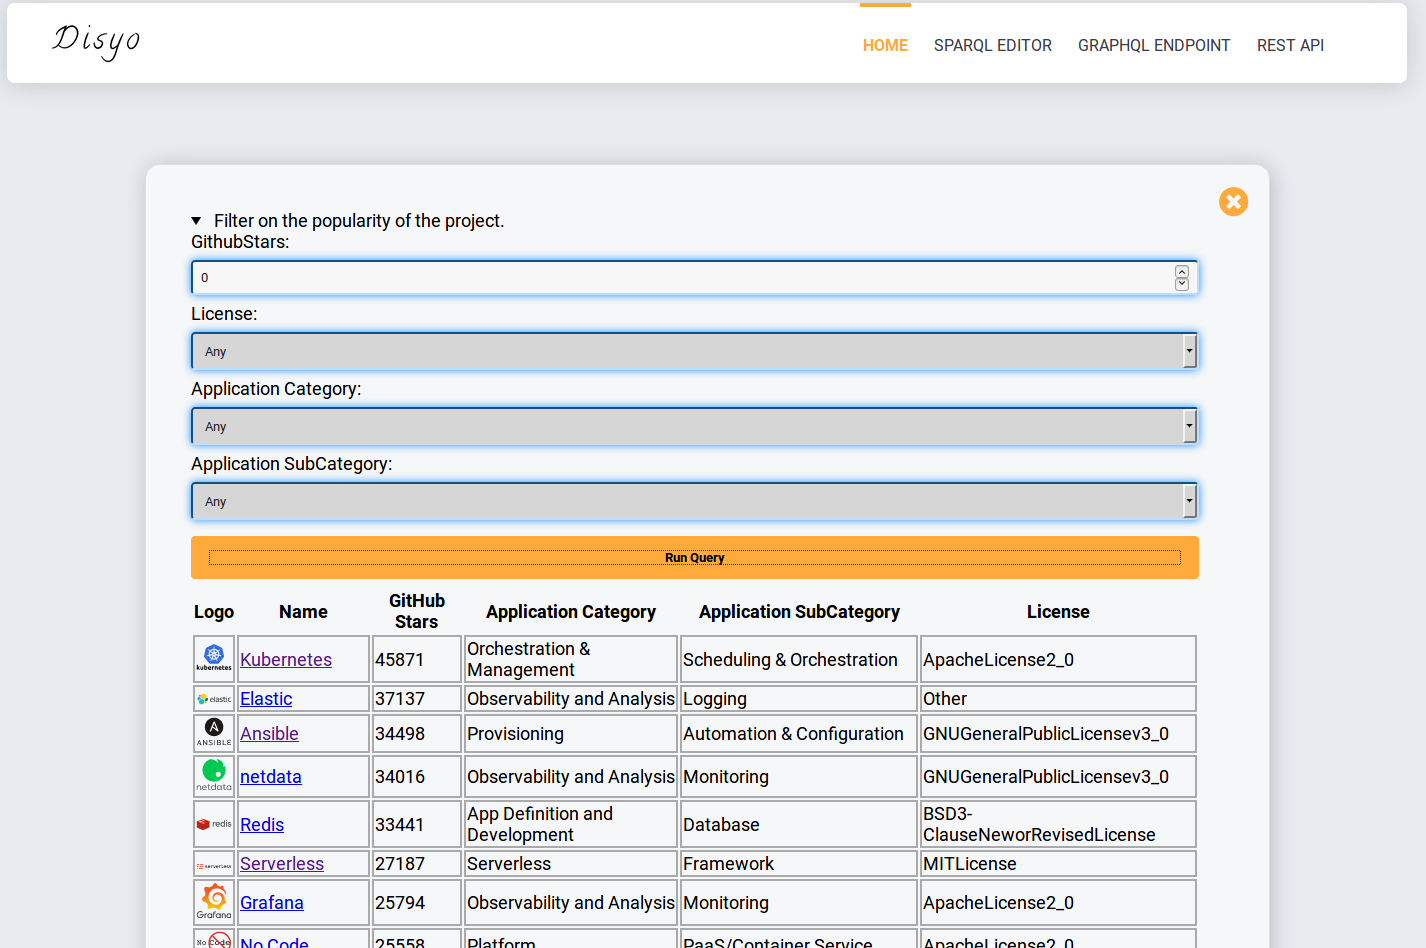 Disyo
HOME SPARQL EDITOR GRAPHQL ENDPOINT REST API
Filter on the popularity of the project.
GithubStars:
0
License:
Any
Application Category:
Any
Application SubCategory:
Any
Run Query
Logo Name GitHub Stars Application Category Application SubCategory License
kubernetes Kubernetes 45871 Orchestration & Management Scheduling & Orchestration ApacheLicense2_0
elastic Elastic 37137 Observability and Analysis Logging Other
ANSIBLE Ansible 34498 Provisioning Automation & Configuration GNUGeneralPublicLicensev3_0
netdata netdata 34016 Observability and Analysis Monitoring GNUGeneralPublicLicensev3_0
redis Redis 33441 App Definition and Development Database BSD3-ClauseNeworRevisedLicense
serverless Serverless 27187 Serverless Framework MITLicense
Grafana Grafana 25794 Observability and Analysis Monitoring ApacheLicense2_0
No Code No Code 25558 Platform PaaS/Container Service ApacheLicense2_0